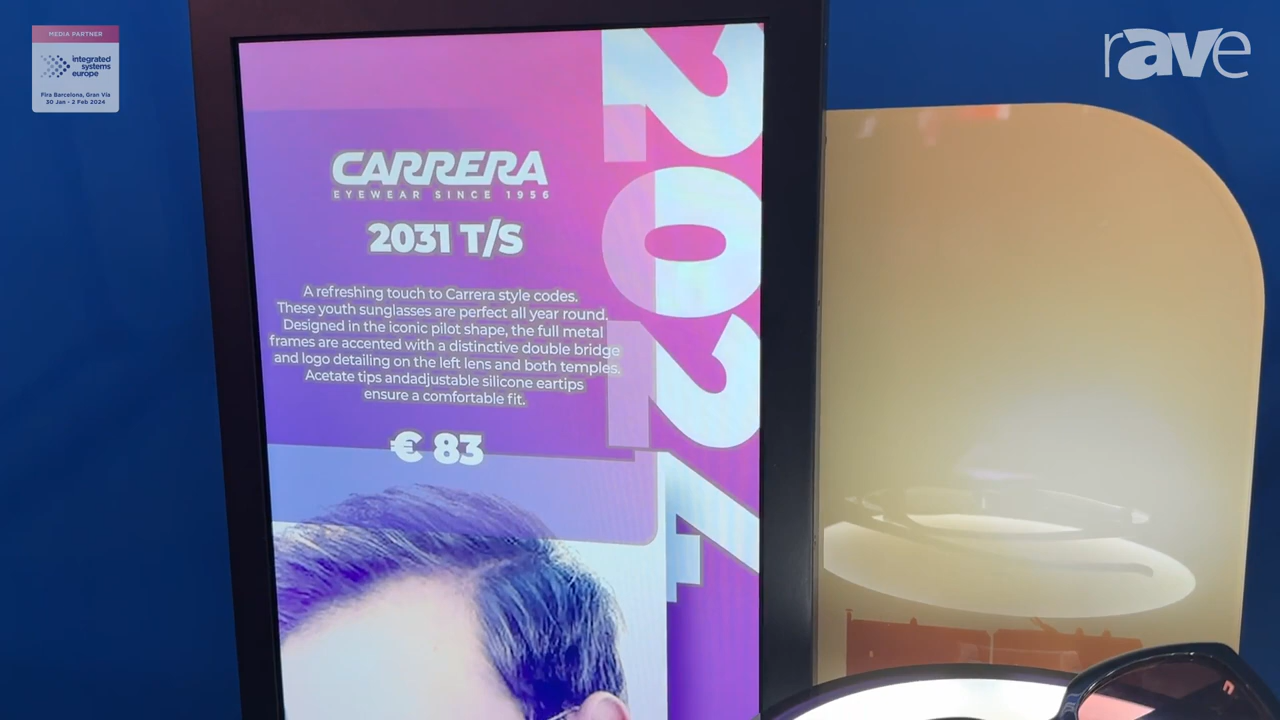 MEDIA PARTNER
integrated
systems
europe
Fira Barcelona, Gran Vía
30 Jan - 2 Feb 2024
rave
CARRERA
EYEWEAR SINCE 1956
2031 T/S
A refreshing touch to Carrera style codes.
These youth sunglasses are perfect all year round.
Designed in the iconic pilot shape, the full metal
frames are accented with a distinctive double bridge
and logo detailing on the left lens and both temples.
Acetate tips andadjustable silicone eartips
ensure a comfortable fit.
€ 83
2024